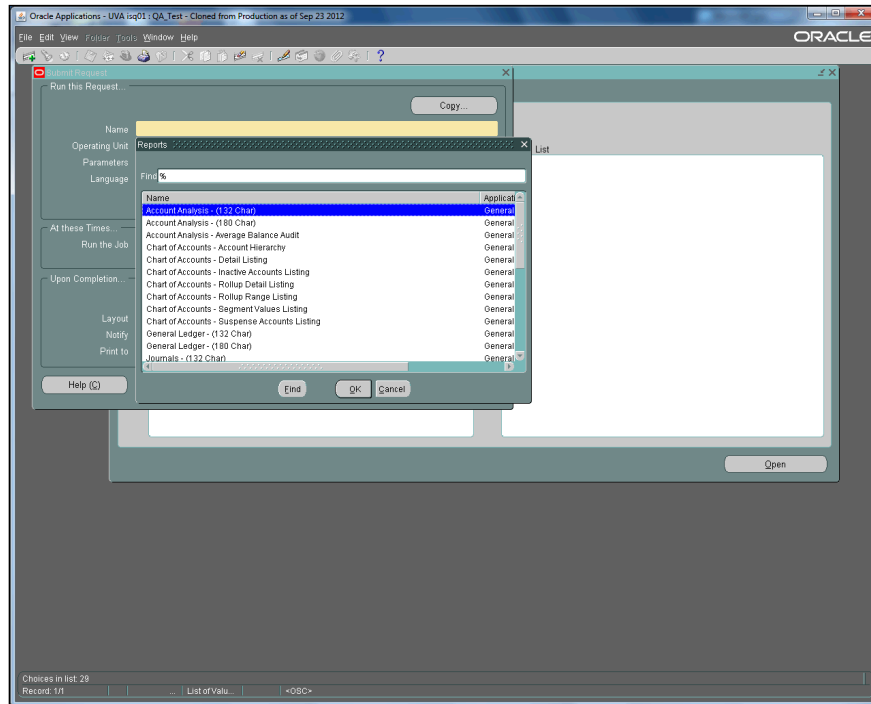 Oracle Applications - UVA isq01 : QA_Test - Cloned from Production as of Sep 23 2012
File Edit View Folder Tools Window Help
ORACLE
Submit Request
Run this Request...
Copy...
Name
Operating Unit
Parameters
Language
At these Times...
Run the Job
Upon Completion...
Layout
Notify
Print to
Help (C)
Reports
Find %
Name Applicati
Account Analysis - (132 Char) General
Account Analysis - (180 Char) General
Account Analysis - Average Balance Audit General
Chart of Accounts - Account Hierarchy General
Chart of Accounts - Detail Listing General
Chart of Accounts - Inactive Accounts Listing General
Chart of Accounts - Rollup Detail Listing General
Chart of Accounts - Rollup Range Listing General
Chart of Accounts - Segment Values Listing General
Chart of Accounts - Suspense Accounts Listing General
General Ledger - (132 Char) General
General Ledger - (180 Char) General
Journals - (132 Char) General
Find OK Cancel
List
Open
Choices in list: 29
Record: 1/1 ... List of Valu... <OSC>